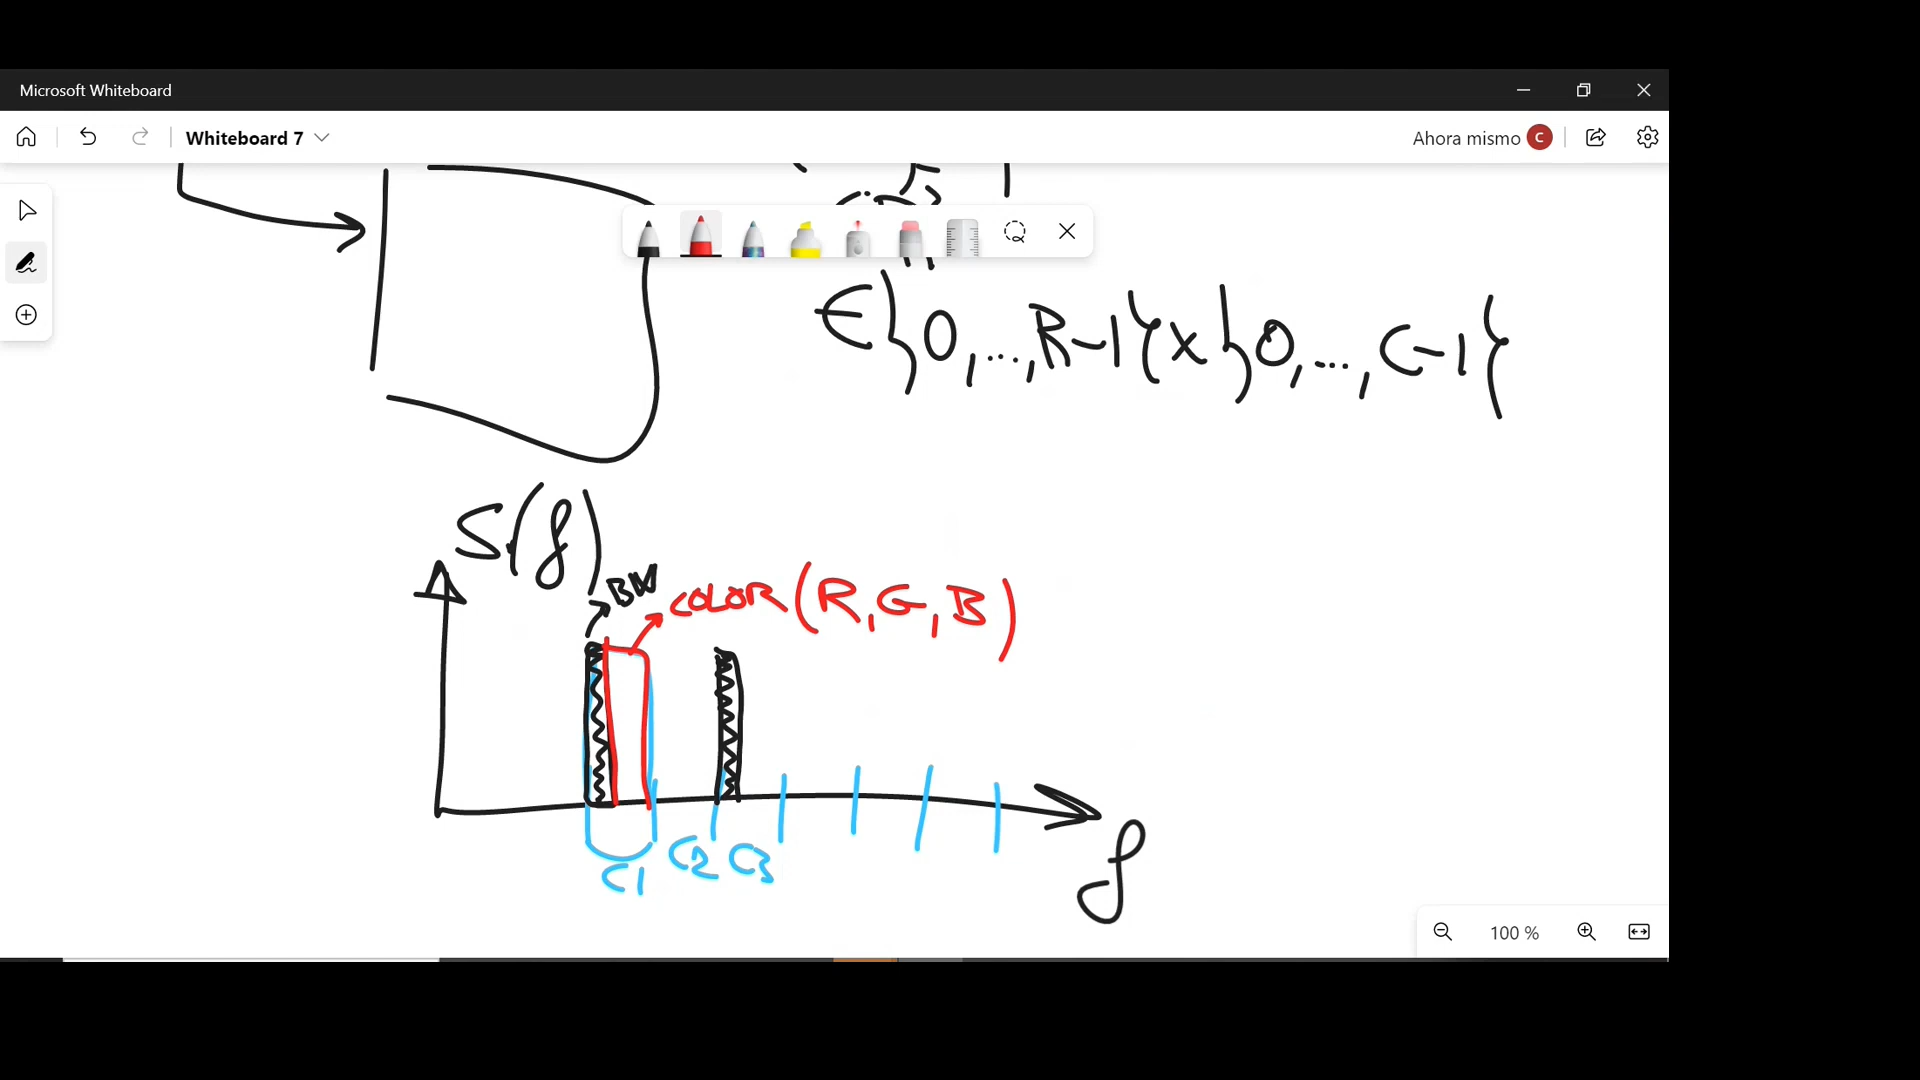 Microsoft Whiteboard
Whiteboard 7
Ahora mismo C
∈}0,...,R-1{x}0,...,C-1{
S(f)
BW
COLOR(R,G,B)
C1 C2 C3
f
100 %